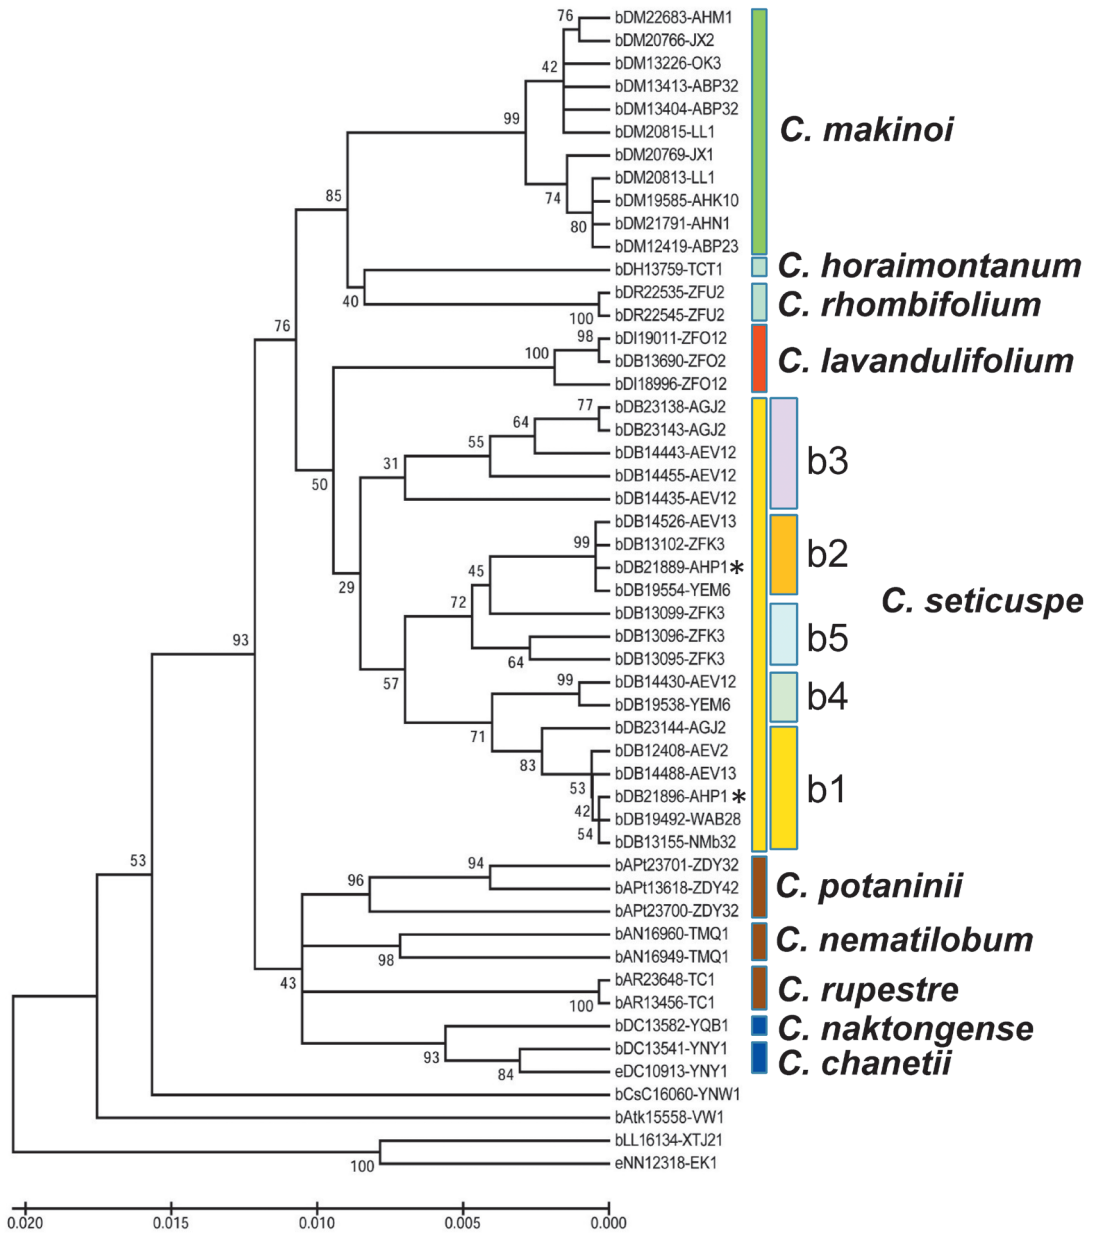 76
bDM22683-AHM1
bDM20766-JX2
42
bDM13226-OK3
bDM13413-ABP32
99
bDM13404-ABP32
bDM20815-LL1
C. makinoi
bDM20769-JX1
bDM20813-LL1
85
74
bDM19585-AHK10
80
bDM21791-AHN1
bDM12419-ABP23
bDH13759-TCT1
C. horaimontanum
40
bDR22535-ZFU2
100
bDR22545-ZFU2
C. rhombifolium
76
98
bDI19011-ZFO12
100
bDB13690-ZFO2
C. lavandulifolium
bDI18996-ZFO12
77
bDB23138-AGJ2
64
bDB23143-AGJ2
55
bDB14443-AEV12
31
bDB14455-AEV12
b3
50
bDB14435-AEV12
bDB14526-AEV13
99
bDB13102-ZFK3
b2
45
bDB21889-AHP1*
29
bDB19554-YEM6
72
bDB13099-ZFK3
C. seticuspe
93
bDB13096-ZFK3
b5
64
bDB13095-ZFK3
57
99
bDB14430-AEV12
b4
bDB19538-YEM6
71
bDB23144-AGJ2
83
bDB12408-AEV2
bDB14488-AEV13
53
bDB21896-AHP1*
b1
42
bDB19492-WAB28
54
bDB13155-NMb32
53
94
bAPt23701-ZDY32
96
bAPt13618-ZDY42
C. potaninii
bAPt23700-ZDY32
bAN16960-TMQ1
C. nematilobum
98
bAN16949-TMQ1
43
bAR23648-TC1
C. rupestre
100
bAR13456-TC1
bDC13582-YQB1
C. naktongense
93
bDC13541-YNY1
C. chanetii
84
eDC10913-YNY1
bCsC16060-YNW1
bAtk15558-VW1
bLL16134-XTJ21
100
eNN12318-EK1
0.020 0.015 0.010 0.005 0.000